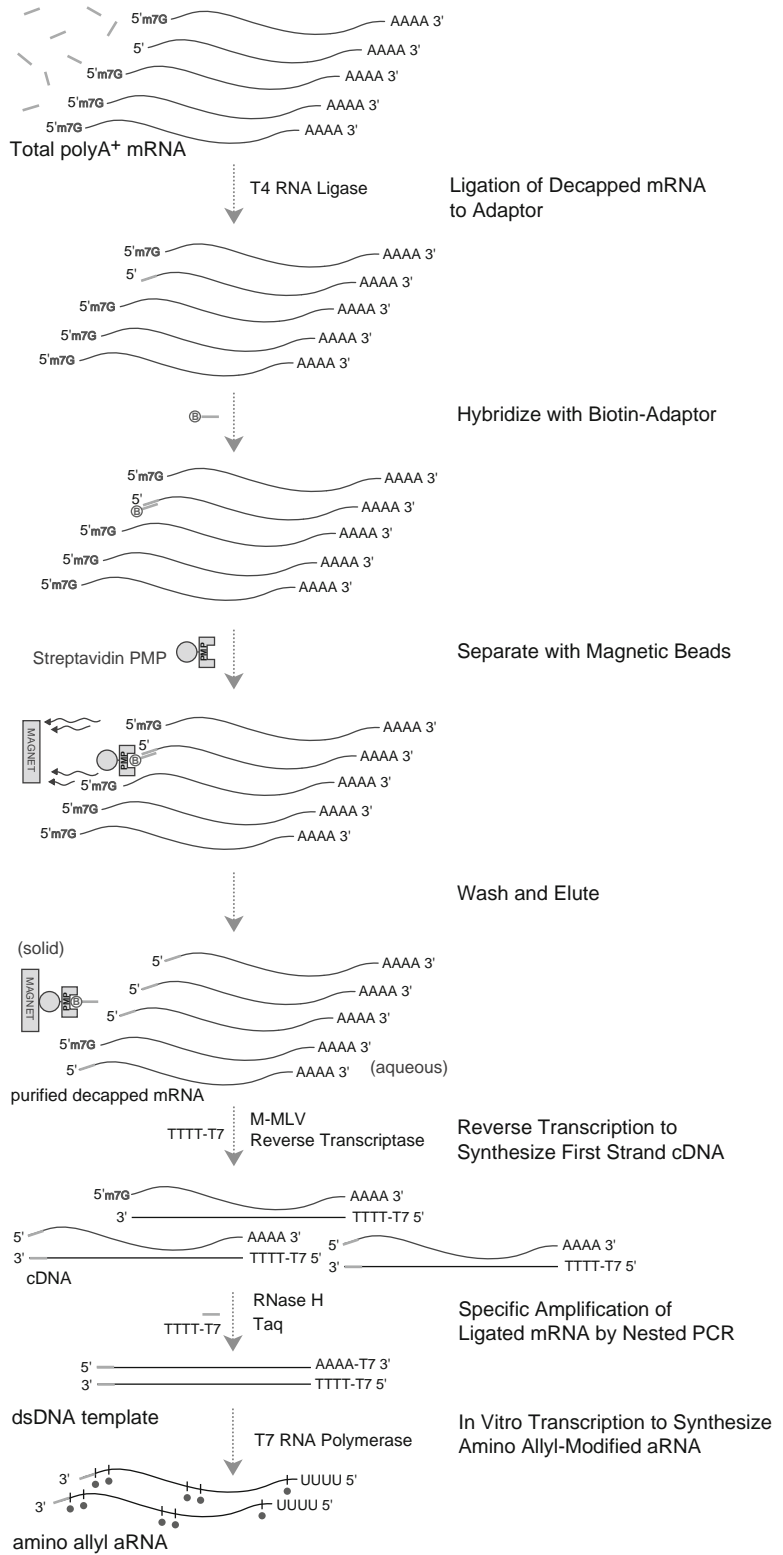 5'm7G AAAA 3'
5' AAAA 3'
5'm7G AAAA 3'
5'm7G AAAA 3'
5'm7G AAAA 3'
Total polyA+ mRNA
T4 RNA Ligase
Ligation of Decapped mRNA
to Adaptor
5'm7G AAAA 3'
5' AAAA 3'
5'm7G AAAA 3'
5'm7G AAAA 3'
5'm7G AAAA 3'
B
Hybridize with Biotin-Adaptor
5'm7G AAAA 3'
5' AAAA 3'
B
5'm7G AAAA 3'
5'm7G AAAA 3'
5'm7G AAAA 3'
Streptavidin PMP
PMP
Separate with Magnetic Beads
MAGNET
5'm7G AAAA 3'
5' AAAA 3'
PMP B
5'm7G AAAA 3'
5'm7G AAAA 3'
5'm7G AAAA 3'
Wash and Elute
(solid)
MAGNET
PMP B
5' AAAA 3'
5' AAAA 3'
5' AAAA 3'
5'm7G AAAA 3'
5' AAAA 3'
(aqueous)
purified decapped mRNA
TTTT-T7
M-MLV
Reverse Transcriptase
Reverse Transcription to
Synthesize First Strand cDNA
5'm7G AAAA 3'
3' TTTT-T7 5'
5' AAAA 3'
3' TTTT-T7 5'
5' AAAA 3'
3' TTTT-T7 5'
cDNA
TTTT-T7
RNase H
Taq
Specific Amplification of
Ligated mRNA by Nested PCR
5' AAAA-T7 3'
3' TTTT-T7 5'
dsDNA template
T7 RNA Polymerase
In Vitro Transcription to Synthesize
Amino Allyl-Modified aRNA
3' UUUU 5'
3' UUUU 5'
amino allyl aRNA